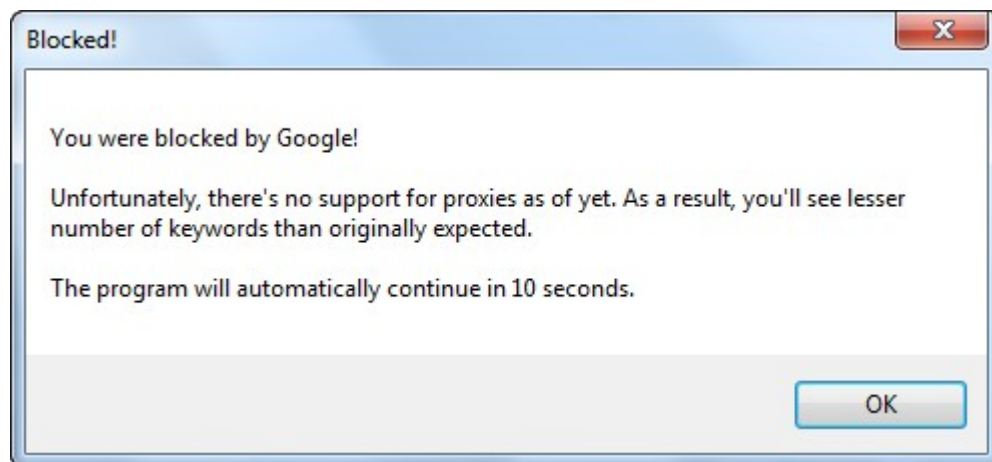 Blocked!
You were blocked by Google!
Unfortunately, there's no support for proxies as of yet. As a result, you'll see lesser
number of keywords than originally expected.
The program will automatically continue in 10 seconds.
OK